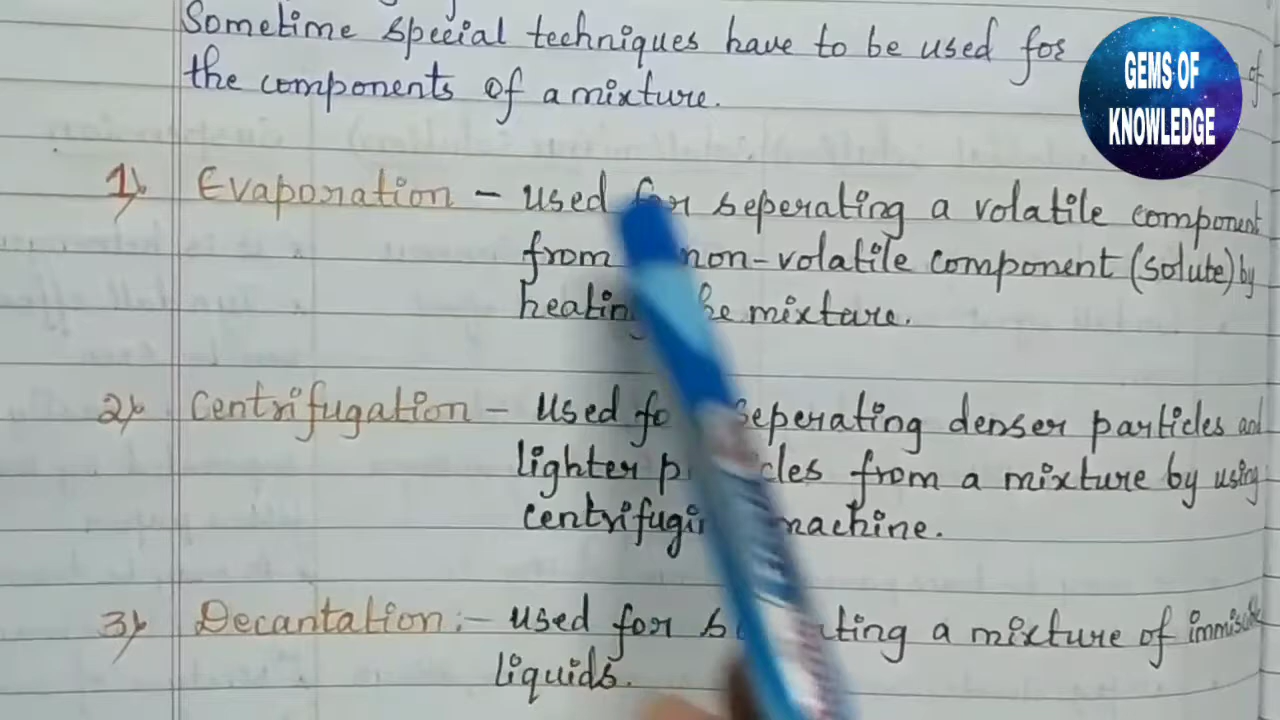 Sometime special techniques have to be used for of
the components of a mixture.
GEMS OF
KNOWLEDGE
1) Evaporation - used for seperating a volatile component
from non-volatile component (solute) by
heating the mixture.
2) Centrifugation - Used for seperating denser particles and
lighter particles from a mixture by using
centrifuging machine.
3) Decantation :- used for seperating a mixture of immiscible
liquids.